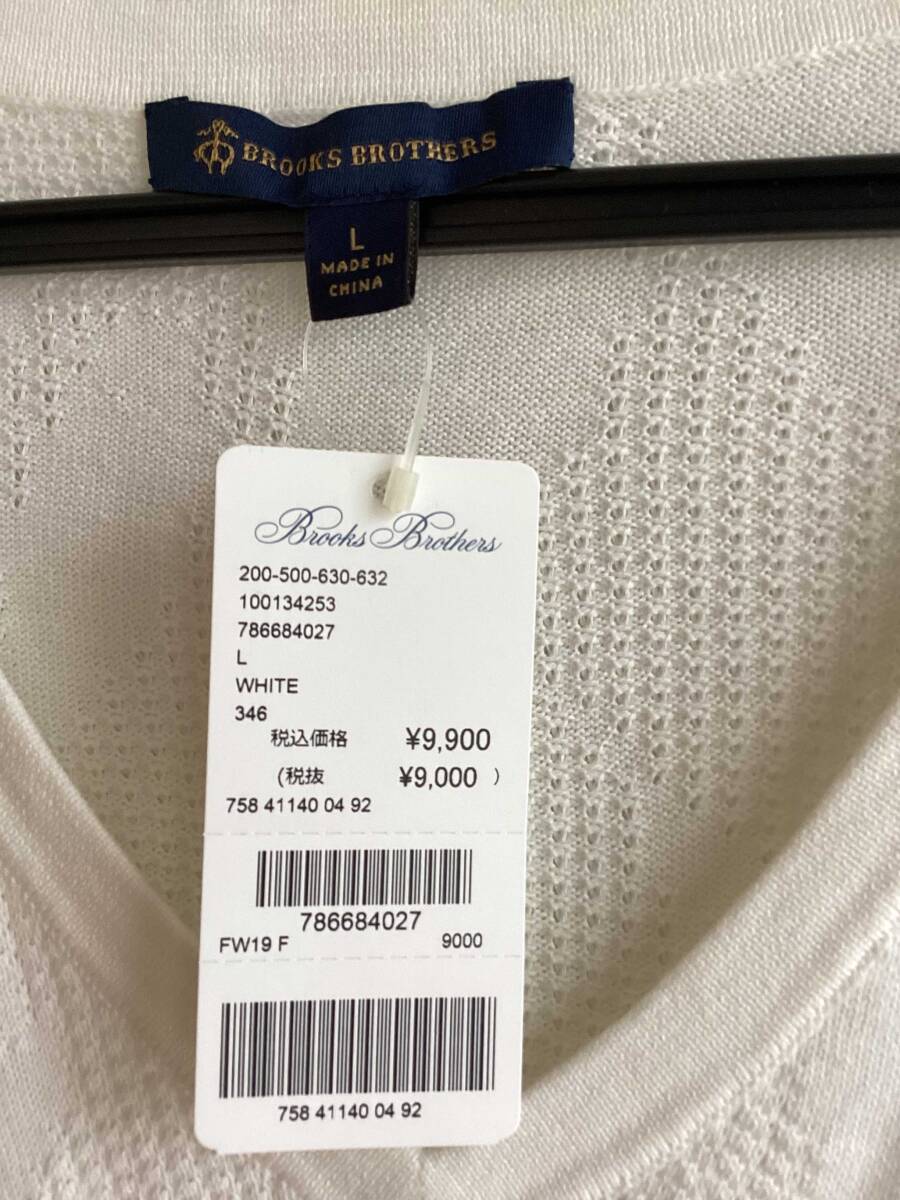 BROOKS BROTHERS
L
MADE IN
CHINA
Brooks Brothers
200-500-630-632
100134253
786684027
L
WHITE
346
税込価格 ¥9,900
(税抜 ¥9,000 )
758 41140 04 92
786684027
FW19 F 9000
758 41140 04 92